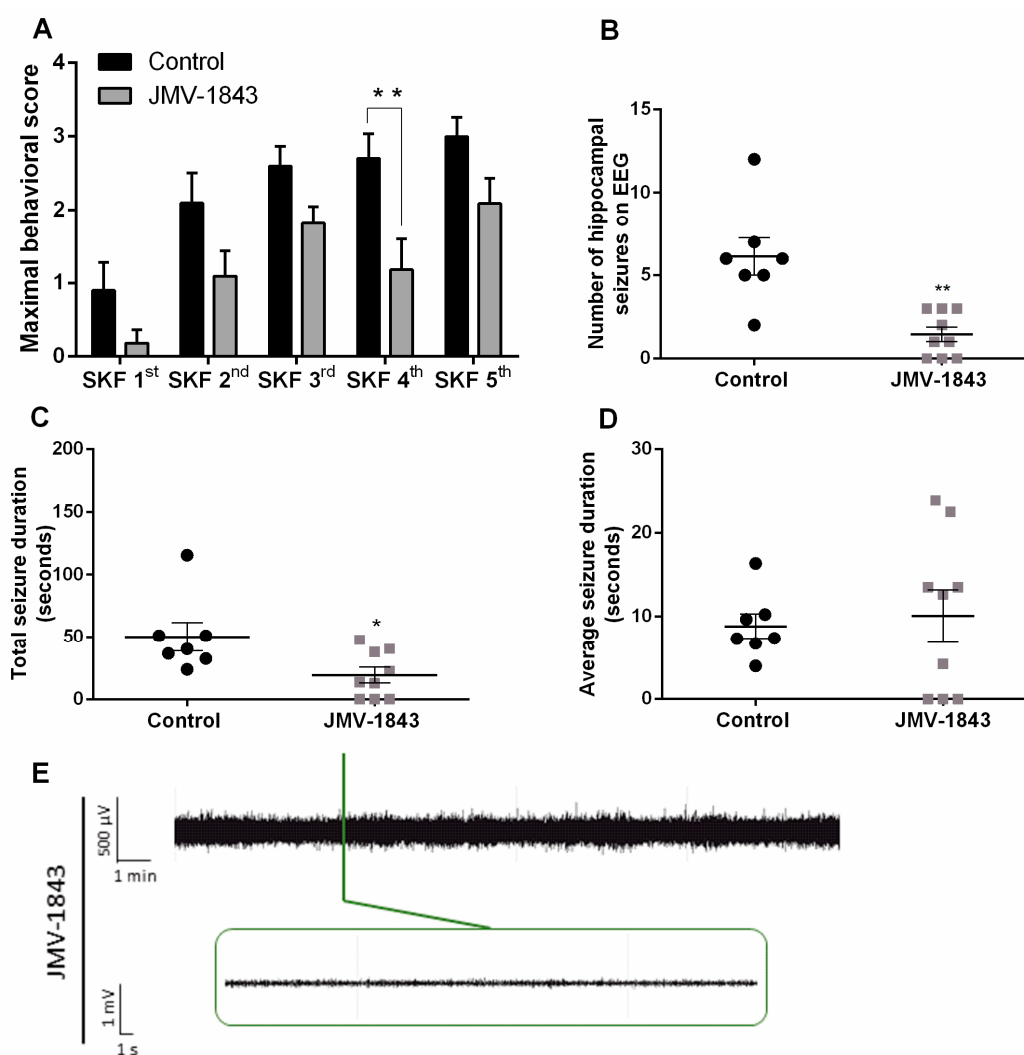 A
Maximal behavioral score
4
3
2
1
0
Control
JMV-1843
* *
SKF 1st
SKF 2nd
SKF 3rd
SKF 4th
SKF 5th
B
Number of hippocampal
seizures on EEG
15
10
5
0
**
Control
JMV-1843
C
Total seizure duration
(seconds)
200
150
100
50
0
*
Control
JMV-1843
D
Average seizure duration
(seconds)
30
20
10
0
Control
JMV-1843
E
JMV-1843
500 µV
1 min
1 mV
1 s